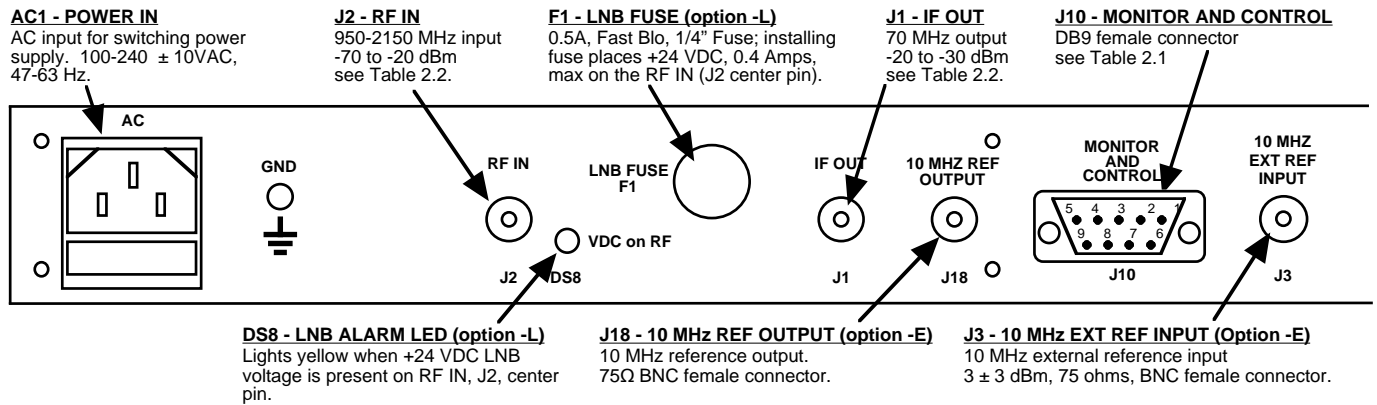 AC1 - POWER IN
AC input for switching power
supply. 100-240 ± 10VAC,
47-63 Hz.
J2 - RF IN
950-2150 MHz input
-70 to -20 dBm
see Table 2.2.
F1 - LNB FUSE (option -L)
0.5A, Fast Blo, 1/4" Fuse; installing
fuse places +24 VDC, 0.4 Amps,
max on the RF IN (J2 center pin).
J1 - IF OUT
70 MHz output
-20 to -30 dBm
see Table 2.2.
J10 - MONITOR AND CONTROL
DB9 female connector
see Table 2.1
AC
GND
RF IN
J2
DS8
VDC on RF
LNB FUSE
F1
IF OUT
J1
10 MHZ REF
OUTPUT
J18
MONITOR
AND
CONTROL
5 4 3 2 1
9 8 7 6
J10
10 MHZ
EXT REF
INPUT
J3
DS8 - LNB ALARM LED (option -L)
Lights yellow when +24 VDC LNB
voltage is present on RF IN, J2, center
pin.
J18 - 10 MHz REF OUTPUT (option -E)
10 MHz reference output.
75Ω BNC female connector.
J3 - 10 MHz EXT REF INPUT (Option -E)
10 MHz external reference input
3 ± 3 dBm, 75 ohms, BNC female connector.